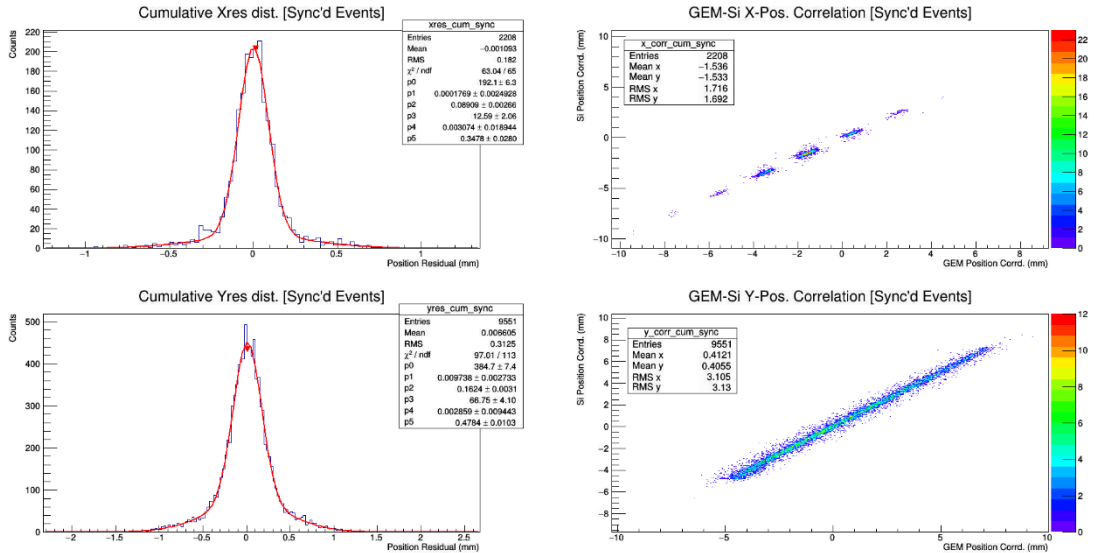 Cumulative Xres dist. [Sync'd Events]
Counts
220
200
180
160
140
120
100
80
60
40
20
0
−1
−0.5
0
0.5
1
Position Residual (mm)
xres_cum_sync
Entries 2208
Mean −0.001093
RMS 0.182
χ² / ndf 63.04 / 65
p0 192.1 ± 6.3
p1 0.0001769 ± 0.0024928
p2 0.08909 ± 0.00266
p3 12.59 ± 2.06
p4 0.003074 ± 0.018944
p5 0.3478 ± 0.0280
GEM-Si X-Pos. Correlation [Sync'd Events]
Si Position Corrd. (mm)
10
5
0
−5
−10
−10
−8
−6
−4
−2
0
2
4
6
8
GEM Position Corrd. (mm)
x_corr_cum_sync
Entries 2208
Mean x −1.536
Mean y −1.533
RMS x 1.716
RMS y 1.692
22
20
18
16
14
12
10
8
6
4
2
0
Cumulative Yres dist. [Sync'd Events]
Counts
500
400
300
200
100
0
−2
−1.5
−1
−0.5
0
0.5
1
1.5
2
2.5
Position Residual (mm)
1
yres_cum_sync
Entries 9551
Mean 0.006605
RMS 0.3125
χ² / ndf 97.01 / 113
p0 384.7 ± 7.4
p1 0.009738 ± 0.002733
p2 0.1624 ± 0.0031
p3 66.75 ± 4.10
p4 0.002859 ± 0.009443
p5 0.4784 ± 0.0103
GEM-Si Y-Pos. Correlation [Sync'd Events]
Si Position Corrd. (mm)
10
8
6
4
2
0
−2
−4
−6
−8
−10
−5
0
5
10
GEM Position Corrd. (mm)
y_corr_cum_sync
Entries 9551
Mean x 0.4121
Mean y 0.4055
RMS x 3.105
RMS y 3.13
12
10
8
6
4
2
0